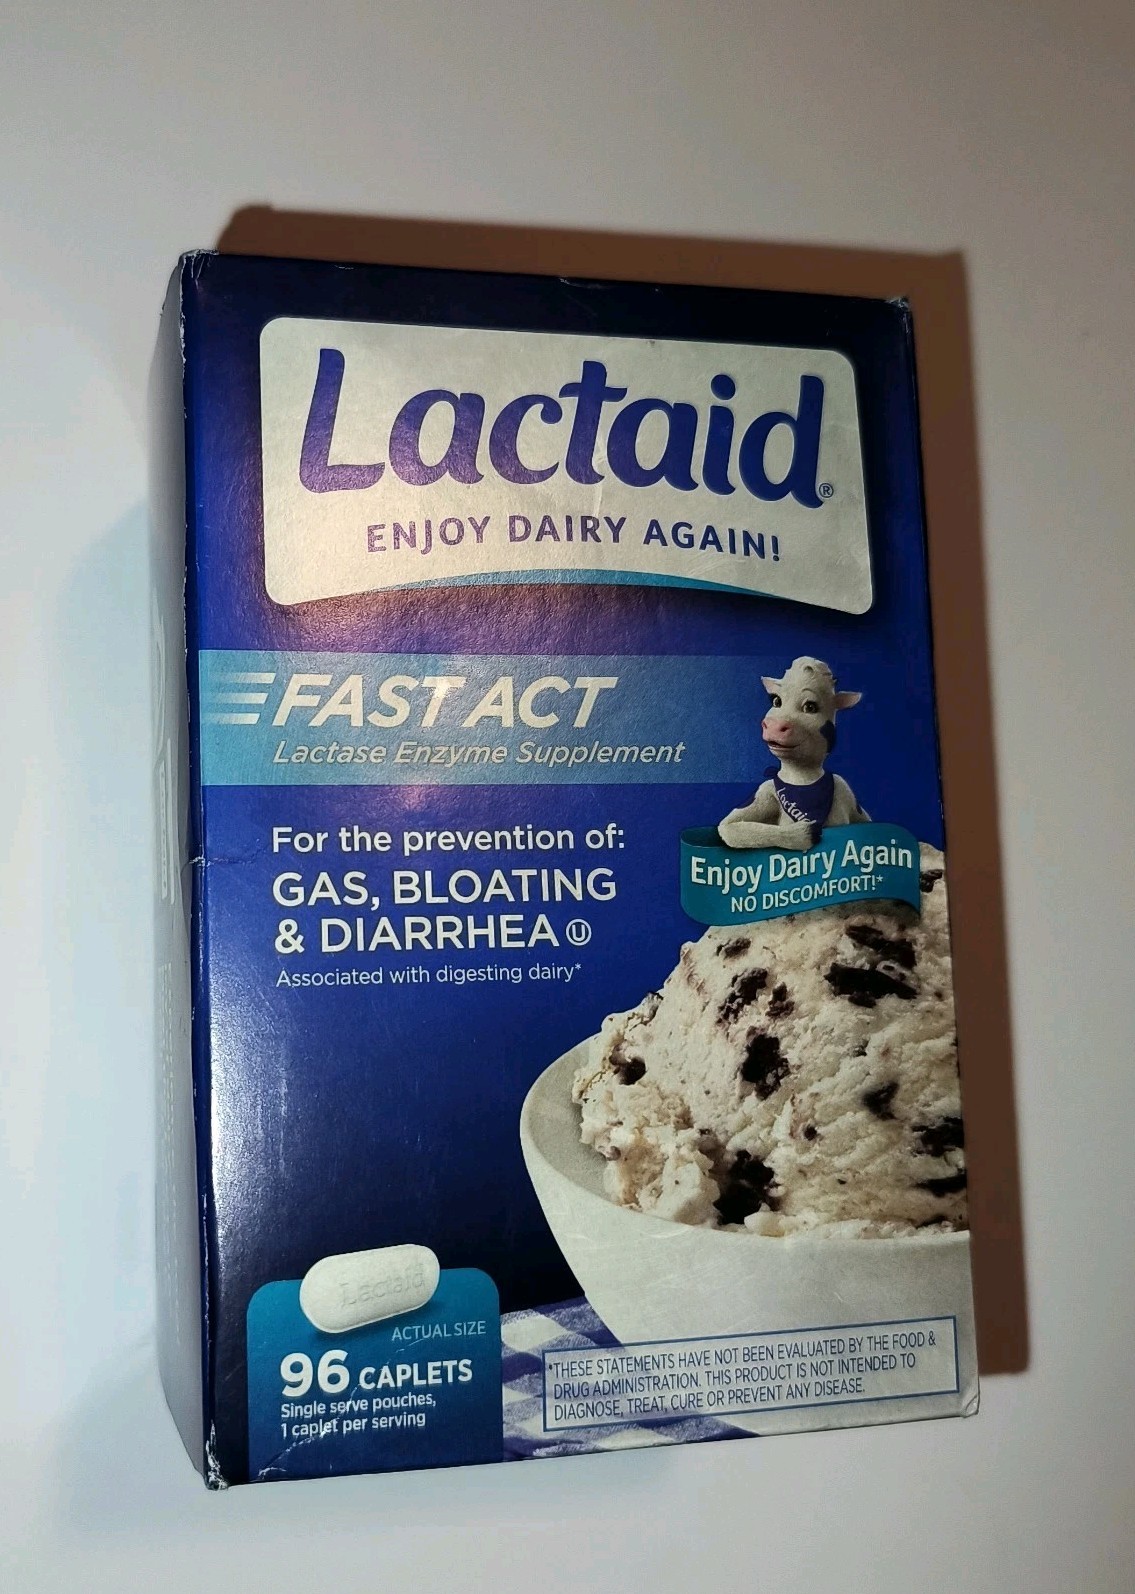 Lactaid®
ENJOY DAIRY AGAIN!
FAST ACT
Lactase Enzyme Supplement
For the prevention of:
GAS, BLOATING
& DIARRHEA Ⓤ
Associated with digesting dairy*
Lactaid
Enjoy Dairy Again
NO DISCOMFORT!*
Lactaid
ACTUAL SIZE
96 CAPLETS
Single serve pouches,
1 caplet per serving
*THESE STATEMENTS HAVE NOT BEEN EVALUATED BY THE FOOD &
DRUG ADMINISTRATION. THIS PRODUCT IS NOT INTENDED TO
DIAGNOSE, TREAT, CURE OR PREVENT ANY DISEASE.